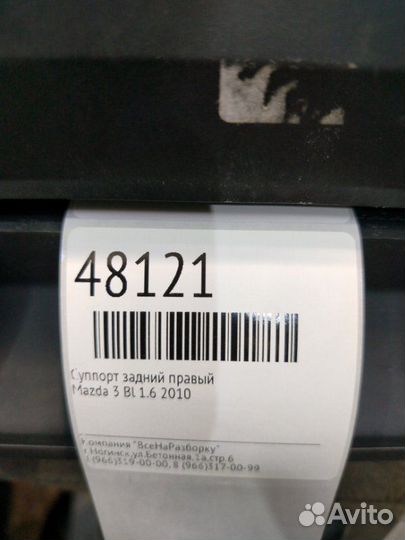 48121
Суппорт задний правый
Mazda 3 Bl 1.6 2010
Компания "ВсеНаРазборку"
г.Ногинск,ул.Бетонная,1а,стр.6
8 (966)319-00-00, 8 (966)317-00-99
Avito